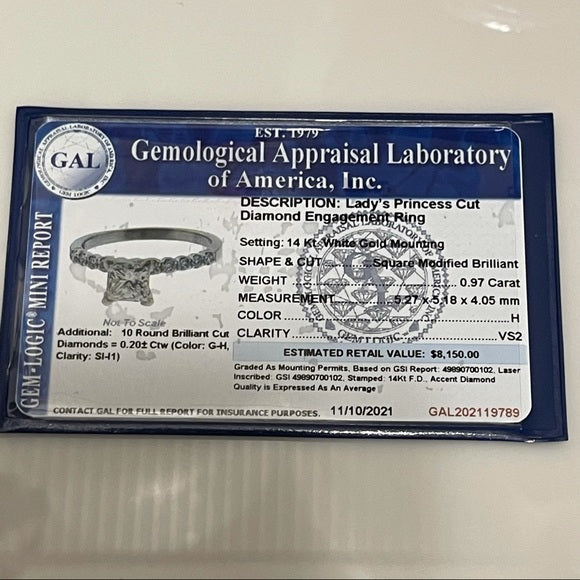 EST. 1979
GAL
Gemological Appraisal Laboratory
of America, Inc.
GEM-LOGIC® MINI REPORT
DESCRIPTION: Lady's Princess Cut
Diamond Engagement Ring
Setting: 14 Kt. White Gold Mounting
SHAPE & CUT Square Modified Brilliant
WEIGHT 0.97 Carat
MEASUREMENT 5.27 x 5.18 x 4.05 mm
COLOR H
CLARITY VS2
Not To Scale
Additional: 10 Round Brilliant Cut
Diamonds = 0.20± Ctw (Color: G-H,
Clarity: SI-I1)
ESTIMATED RETAIL VALUE: $8,150.00
Graded As Mounting Permits, Based on GSI Report: 49890700102, Laser
Inscribed: GSI 49890700102, Stamped: 14Kt F.D., Accent Diamond
Quality is Expressed As an Average
CONTACT GAL FOR FULL REPORT FOR INSURANCE PURPOSES.
11/10/2021
GAL202119789